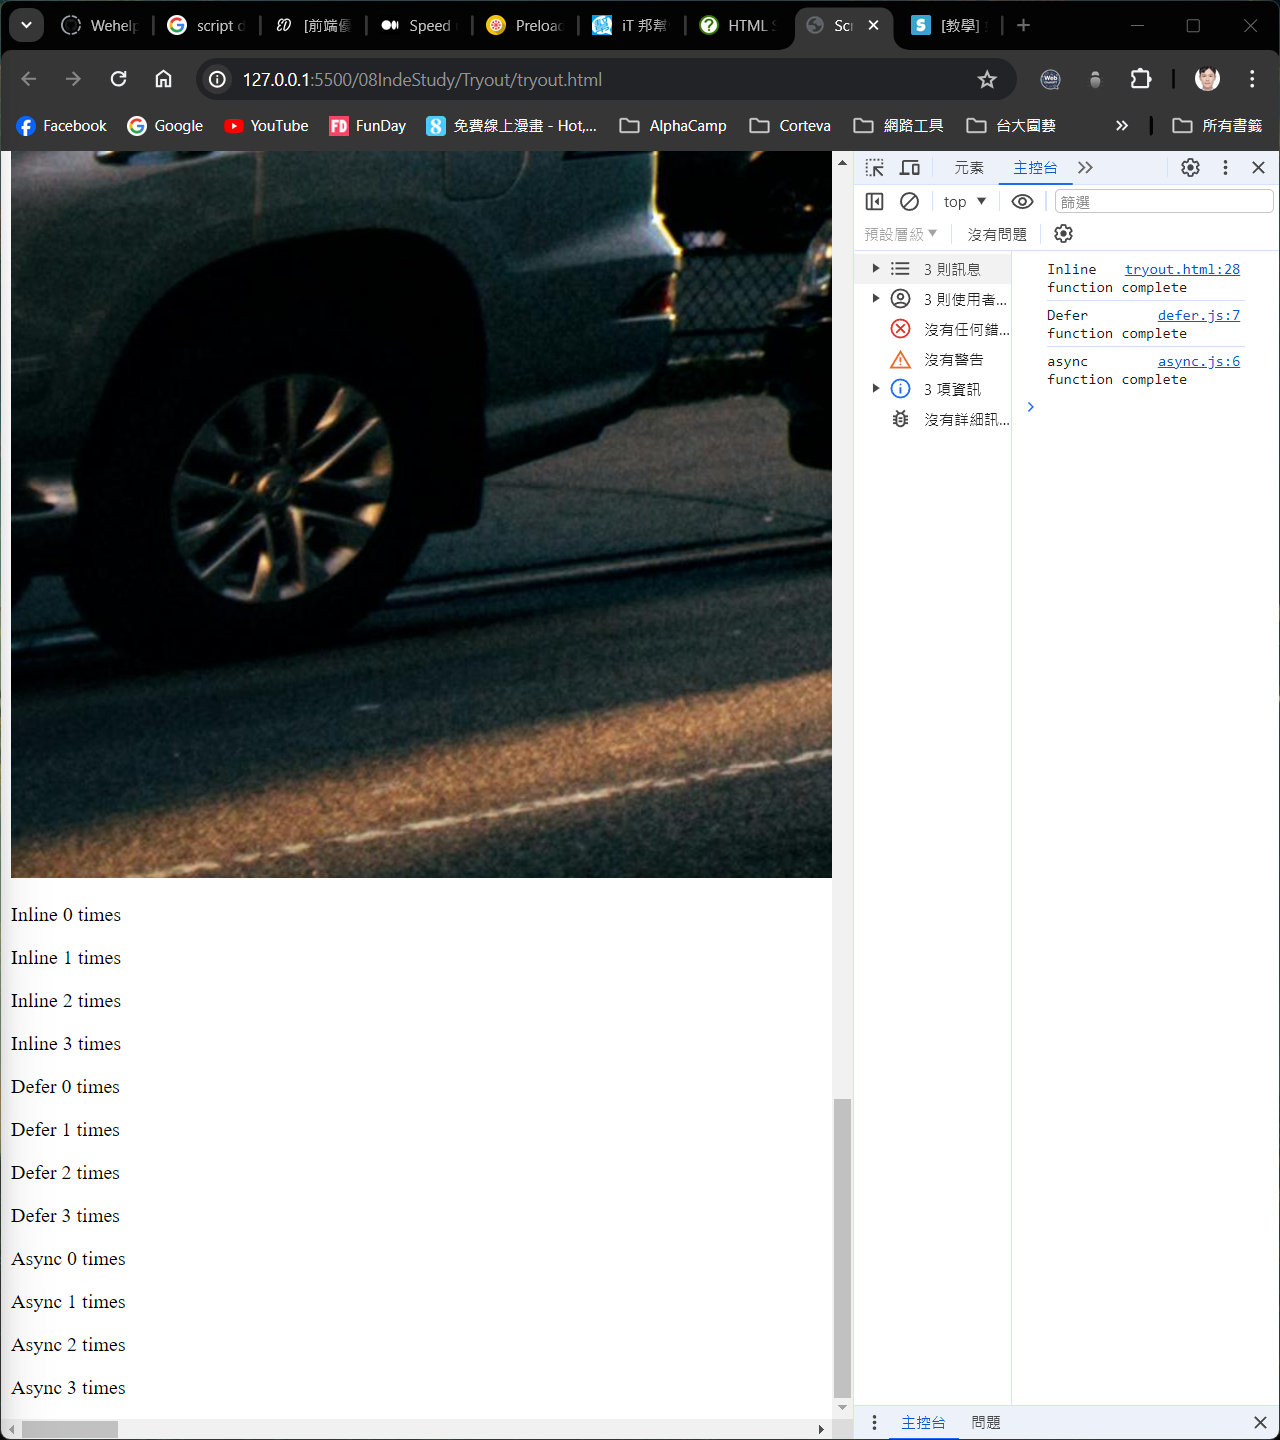 Wehelp
script d
[前端優
Speed
Preload
iT 邦幫
HTML S
Scr
[教學]
127.0.0.1:5500/08IndeStudy/Tryout/tryout.html
Facebook
Google
YouTube
FunDay
免費線上漫畫 - Hot,...
AlphaCamp
Corteva
網路工具
台大園藝
所有書籤
元素
主控台
top
篩選
預設層級
沒有問題
3 則訊息
3 則使用者...
沒有任何錯...
沒有警告
3 項資訊
沒有詳細訊...
Inline tryout.html:28
function complete
Defer defer.js:7
function complete
async async.js:6
function complete
Inline 0 times
Inline 1 times
Inline 2 times
Inline 3 times
Defer 0 times
Defer 1 times
Defer 2 times
Defer 3 times
Async 0 times
Async 1 times
Async 2 times
Async 3 times
主控台
問題